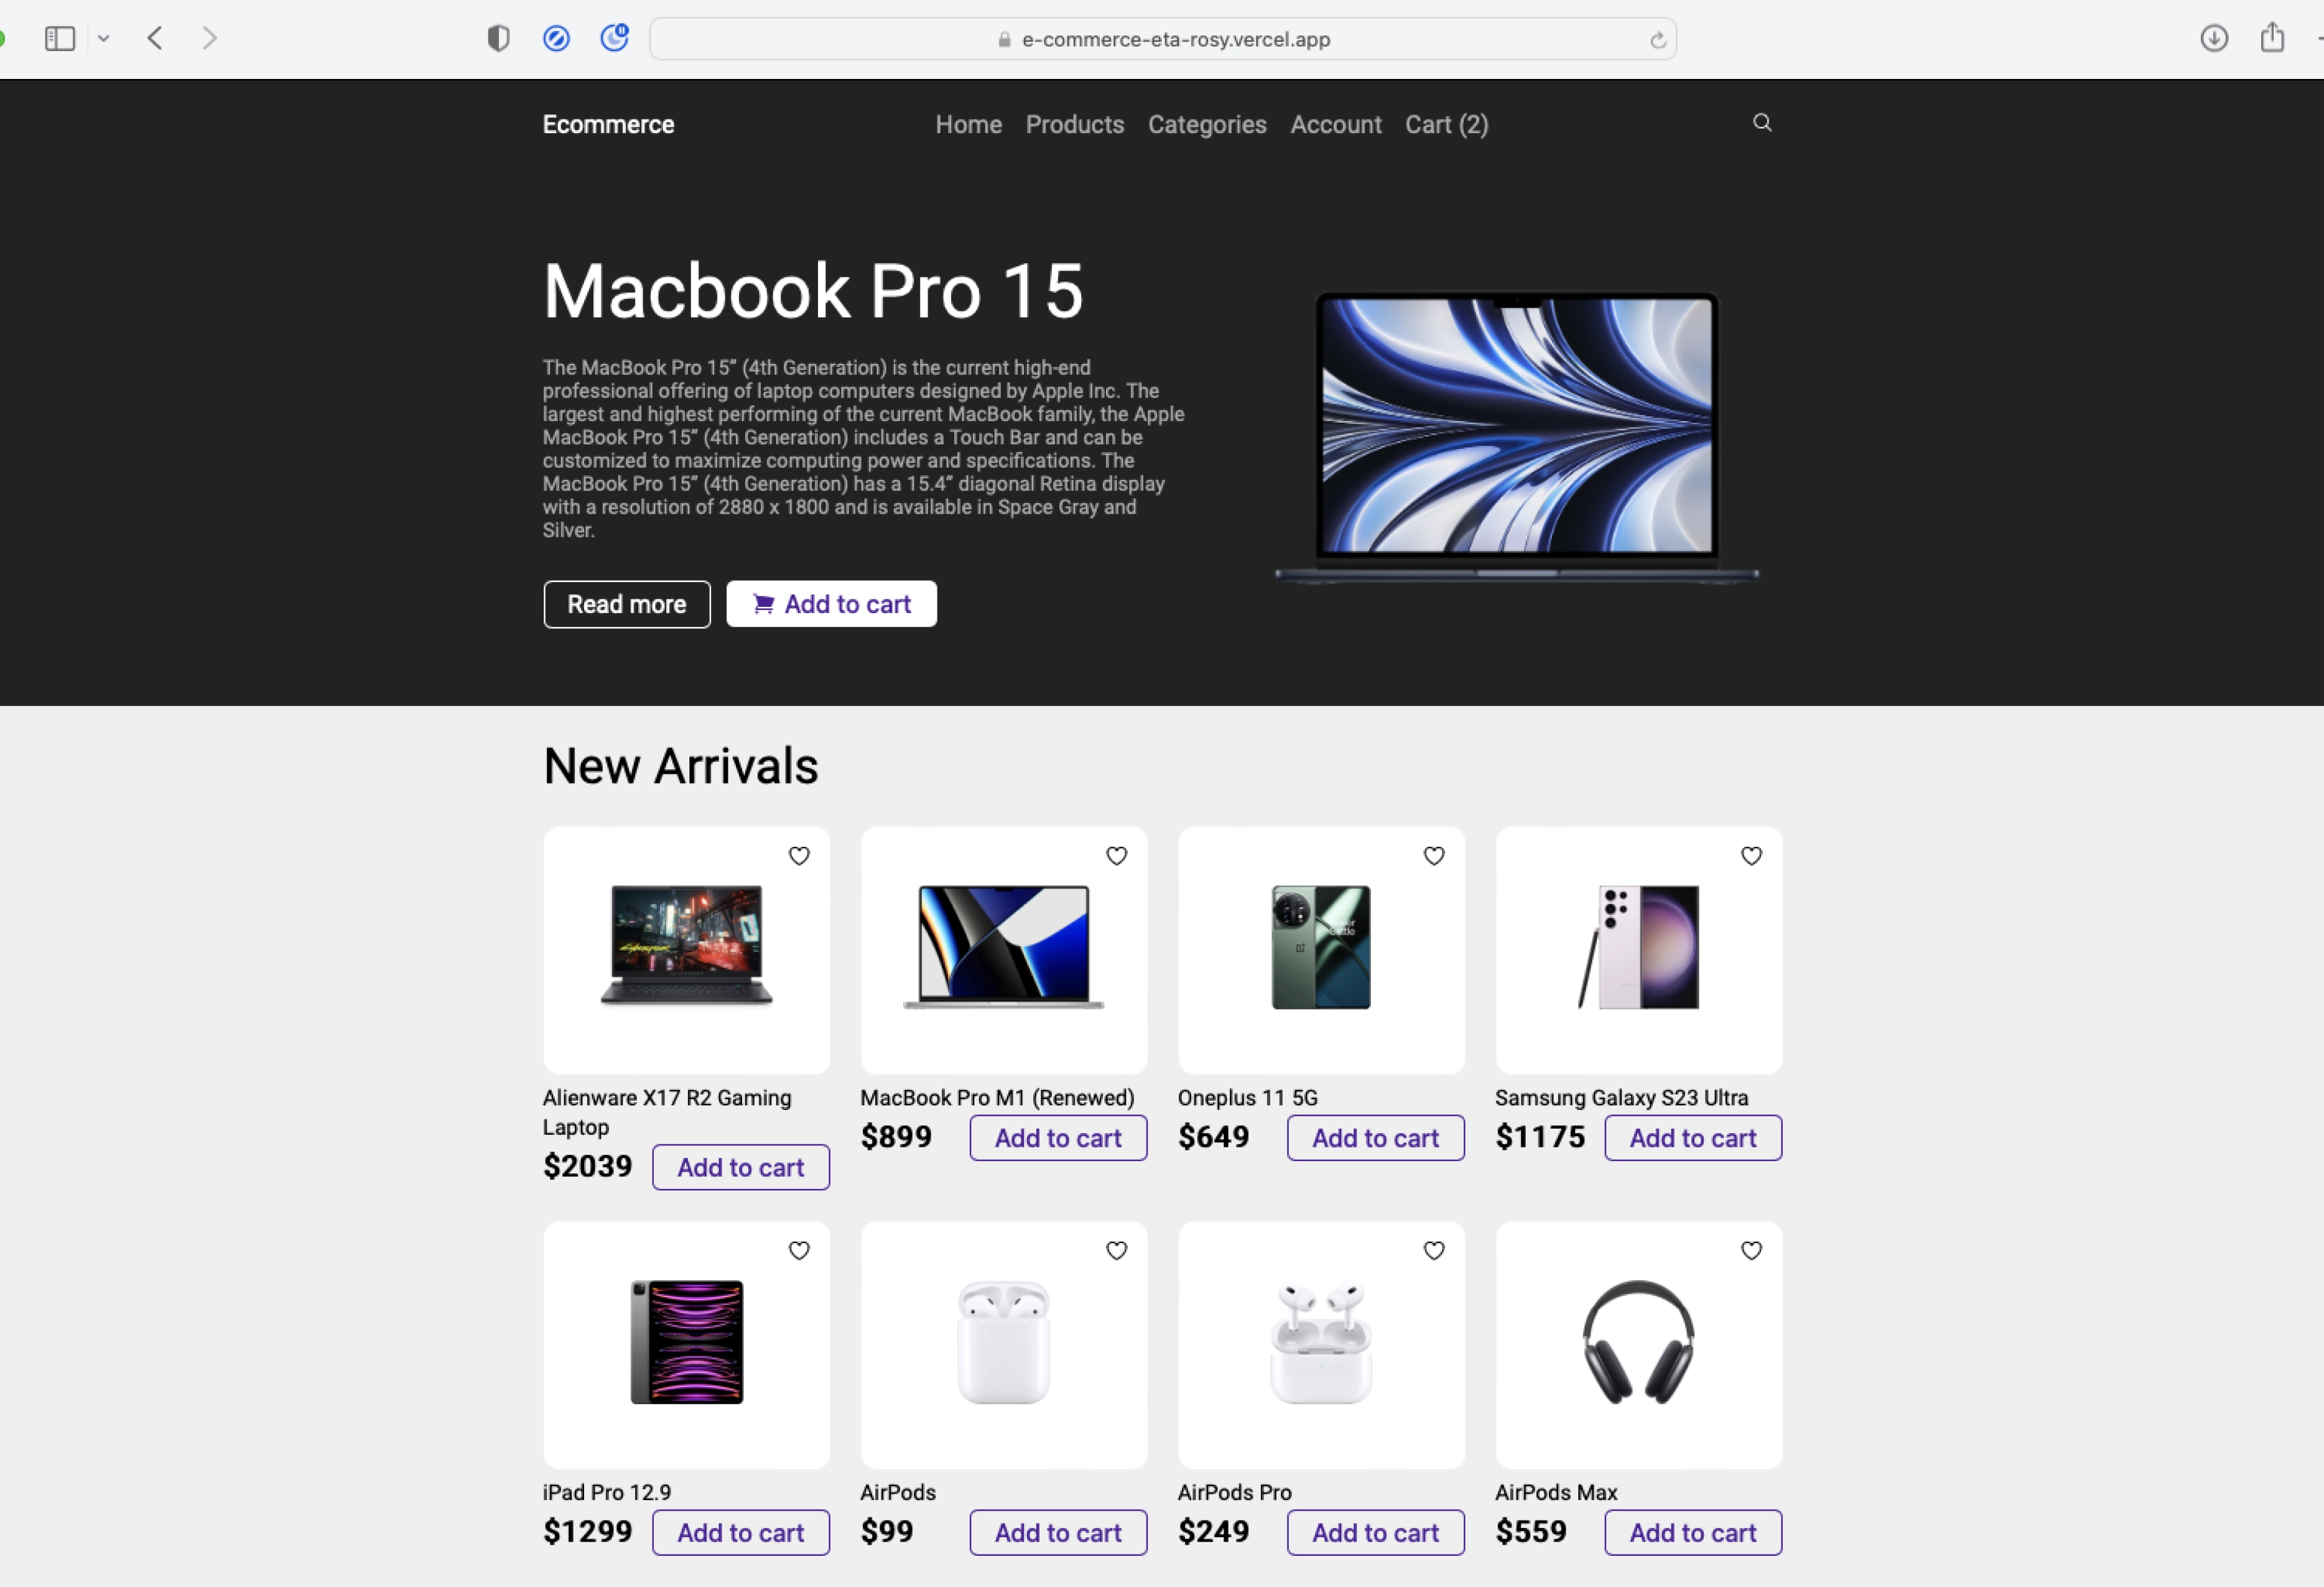 e-commerce-eta-rosy.vercel.app
Ecommerce
Home Products Categories Account Cart (2)
Macbook Pro 15
The MacBook Pro 15” (4th Generation) is the current high-end
professional offering of laptop computers designed by Apple Inc. The
largest and highest performing of the current MacBook family, the Apple
MacBook Pro 15” (4th Generation) includes a Touch Bar and can be
customized to maximize computing power and specifications. The
MacBook Pro 15” (4th Generation) has a 15.4” diagonal Retina display
with a resolution of 2880 x 1800 and is available in Space Gray and
Silver.
Read more
Add to cart
New Arrivals
Alienware X17 R2 Gaming
Laptop
$2039 Add to cart
MacBook Pro M1 (Renewed)
$899 Add to cart
Oneplus 11 5G
$649 Add to cart
Samsung Galaxy S23 Ultra
$1175 Add to cart
iPad Pro 12.9
$1299 Add to cart
AirPods
$99 Add to cart
AirPods Pro
$249 Add to cart
AirPods Max
$559 Add to cart